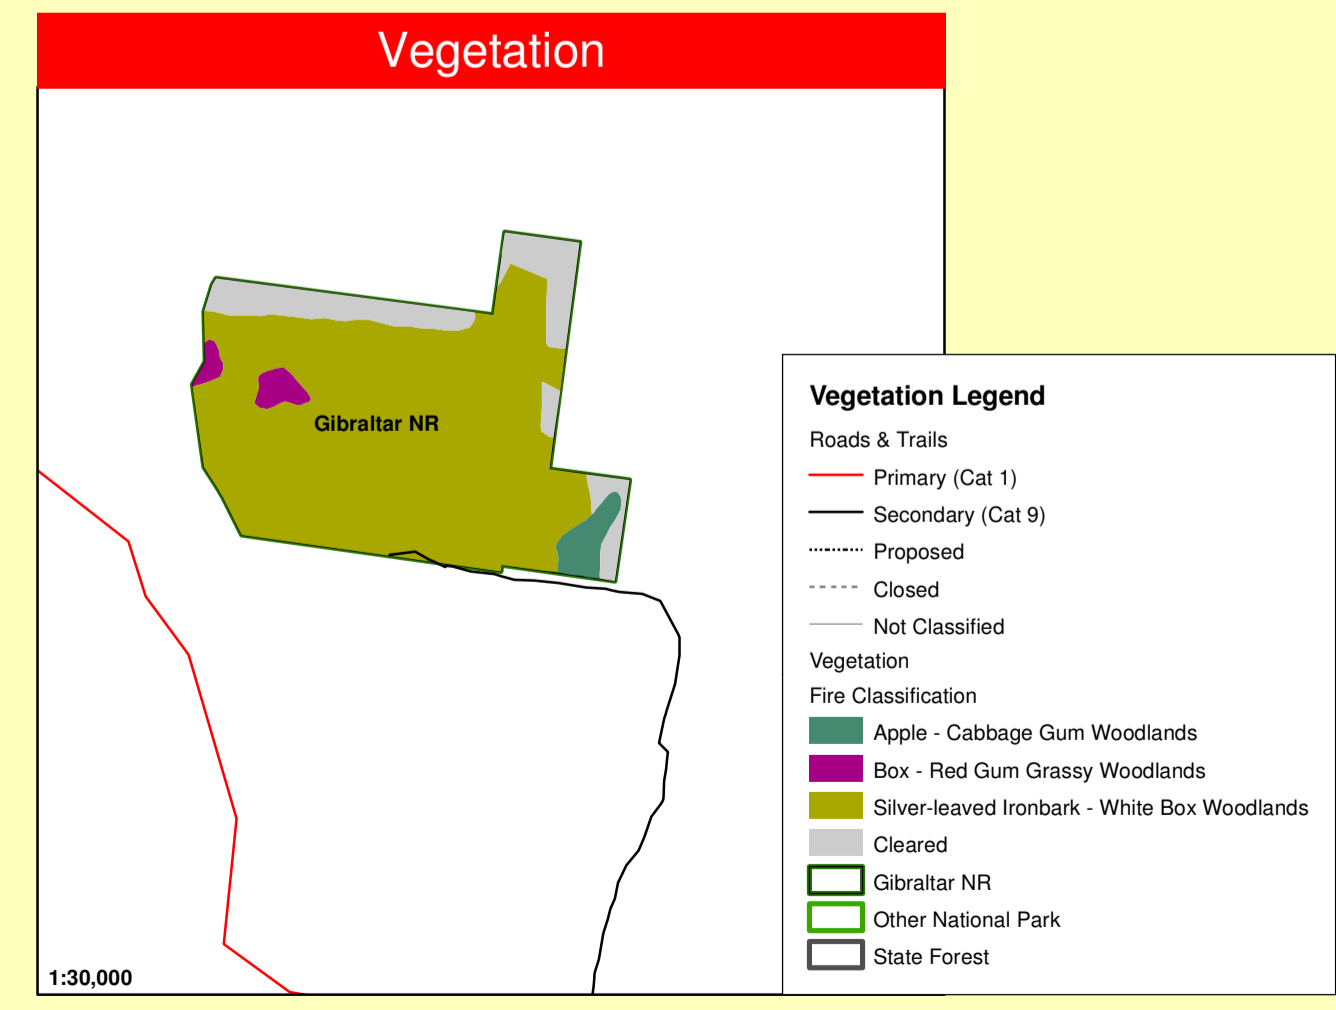 Vegetation
Gibraltar NR
1:30,000
Vegetation Legend
Roads & Trails
Primary (Cat 1)
Secondary (Cat 9)
Proposed
Closed
Not Classified
Vegetation
Fire Classification
Apple - Cabbage Gum Woodlands
Box - Red Gum Grassy Woodlands
Silver-leaved Ironbark - White Box Woodlands
Cleared
Gibraltar NR
Other National Park
State Forest